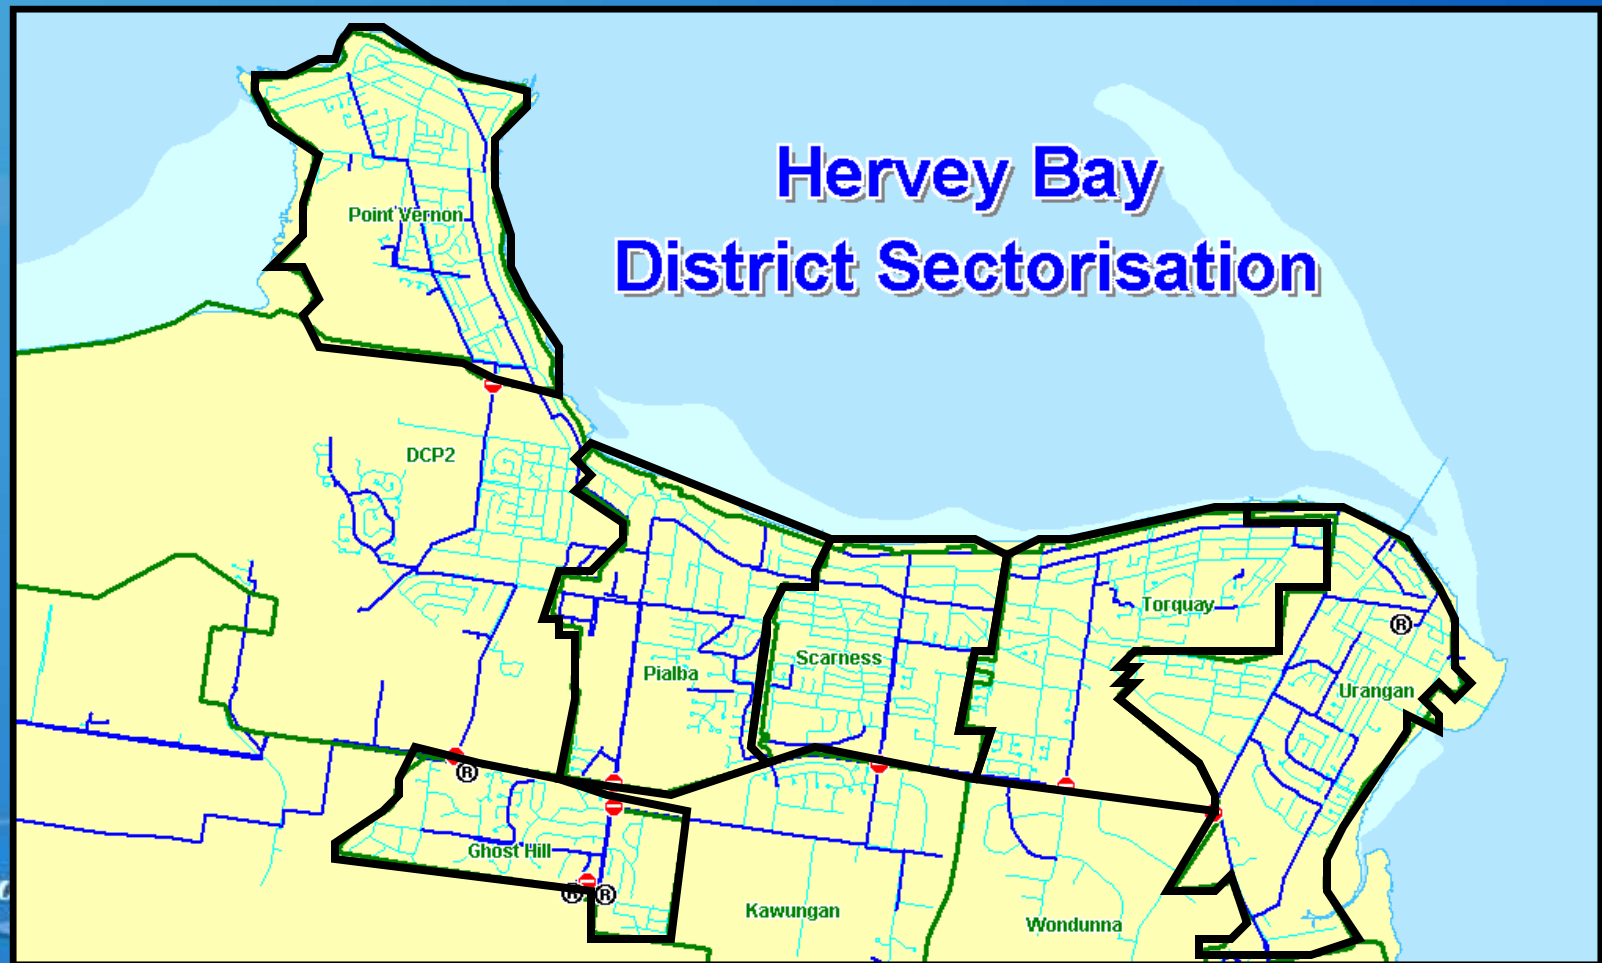 Hervey Bay
District Sectorisation
Point Vernon
DCP2
Torquay
R
Scarness
Pialba
Urangan
R
Ghost Hill
R R
Kawungan
Wondunna